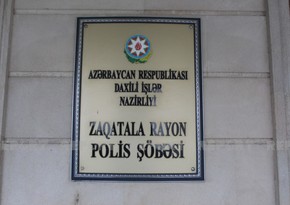 AZƏRBAYCAN RESPUBLİKASI
DAXİLİ İŞLƏR
NAZİRLİYİ
ZAQATALA RAYON
POLİS ŞÖBƏSİ